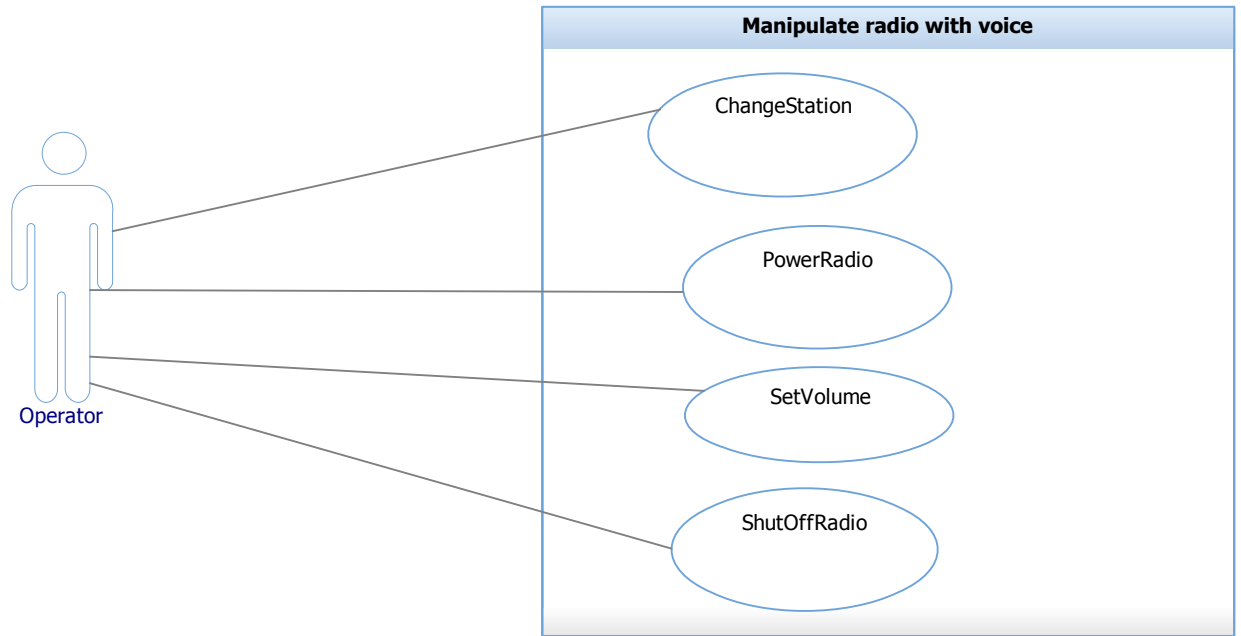 Manipulate radio with voice
ChangeStation
PowerRadio
SetVolume
Operator
ShutOffRadio